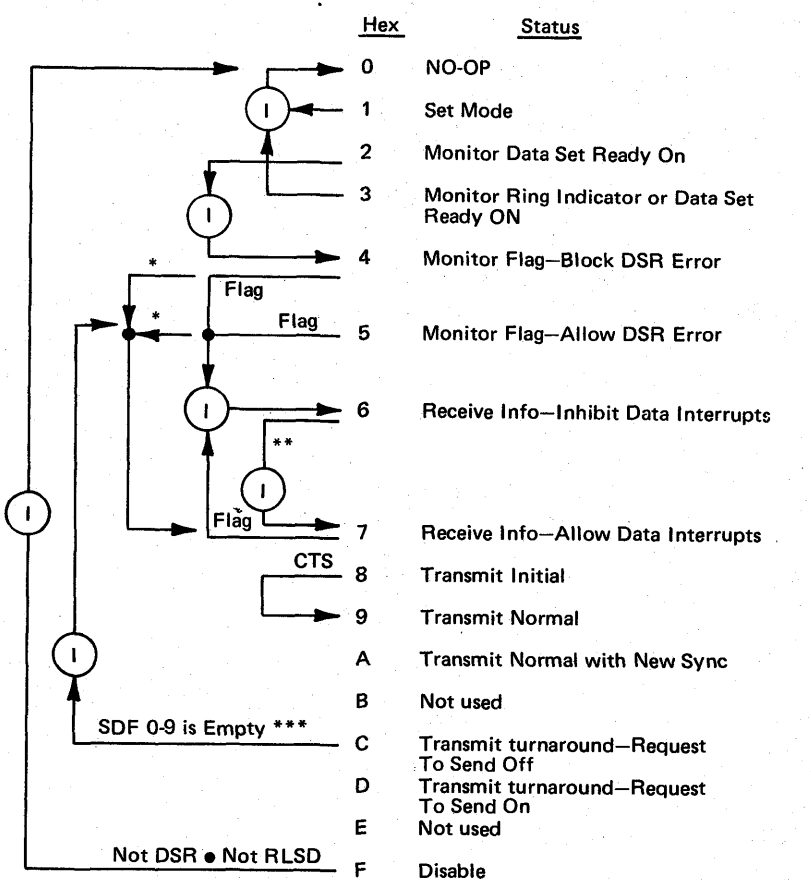 Hex Status
0 NO-OP
I
1 Set Mode
2 Monitor Data Set Ready On
3 Monitor Ring Indicator or Data Set
Ready ON
I
4 Monitor Flag—Block DSR Error
*
Flag
*
Flag
5 Monitor Flag—Allow DSR Error
I
6 Receive Info—Inhibit Data Interrupts
**
I
I
Flag
7 Receive Info—Allow Data Interrupts
CTS
8 Transmit Initial
9 Transmit Normal
I
A Transmit Normal with New Sync
B Not used
SDF 0-9 is Empty ***
C Transmit turnaround—Request
To Send Off
D Transmit turnaround—Request
To Send On
E Not used
Not DSR ● Not RLSD
F Disable